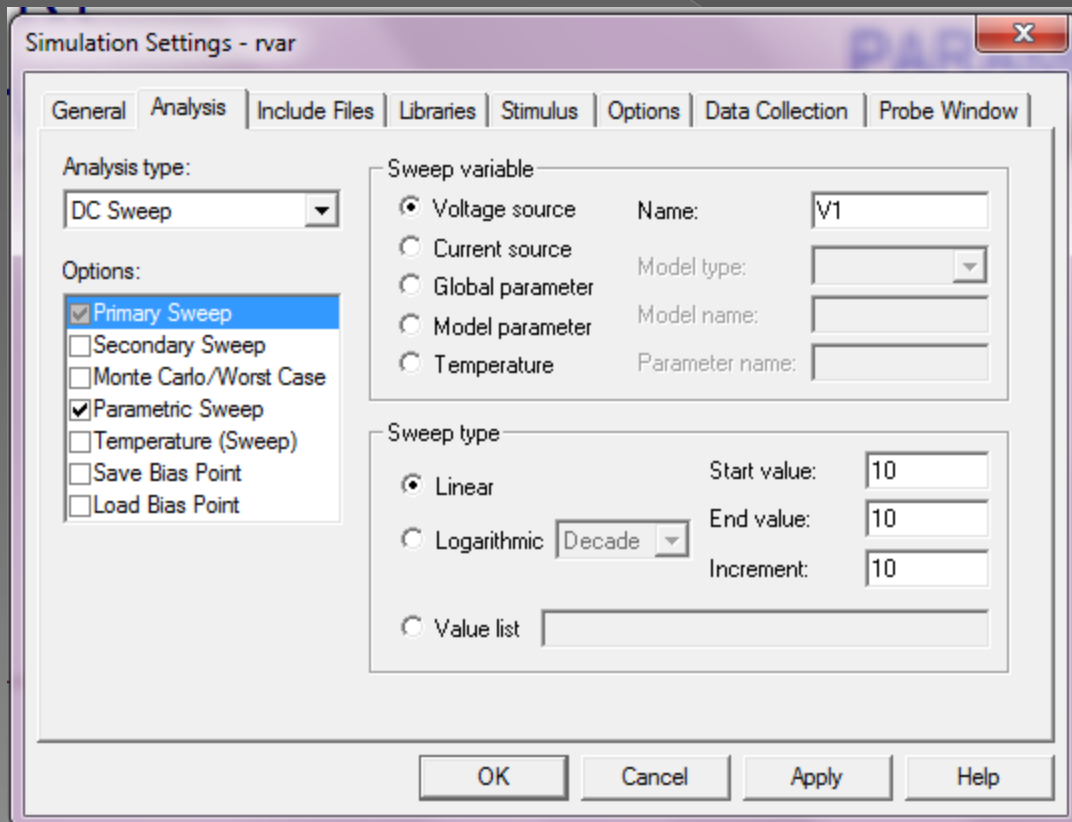 Simulation Settings - rvar
General Analysis Include Files Libraries Stimulus Options Data Collection Probe Window
Analysis type:
DC Sweep
Options:
Primary Sweep
Secondary Sweep
Monte Carlo/Worst Case
Parametric Sweep
Temperature (Sweep)
Save Bias Point
Load Bias Point
Sweep variable
Voltage source
Current source
Global parameter
Model parameter
Temperature
Name: V1
Model type:
Model name:
Parameter name:
Sweep type
Linear
Logarithmic Decade
Value list
Start value: 10
End value: 10
Increment: 10
OK Cancel Apply Help